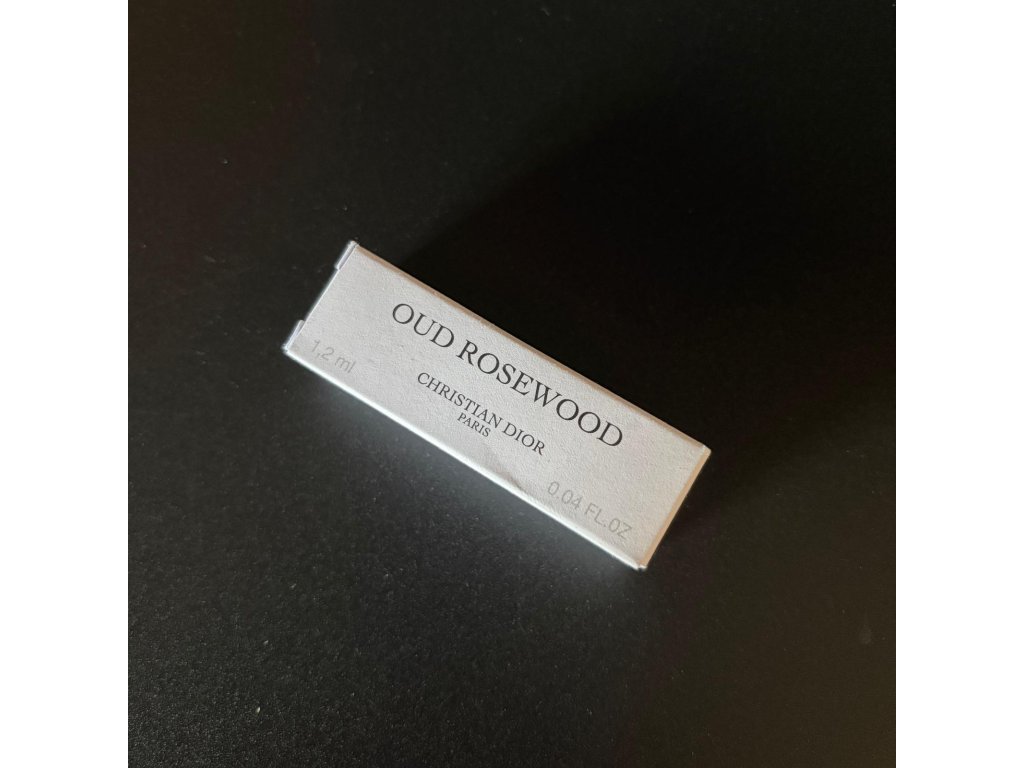 OUD ROSEWOOD
CHRISTIAN DIOR
PARIS
1,2 ml
0.04 FL.OZ